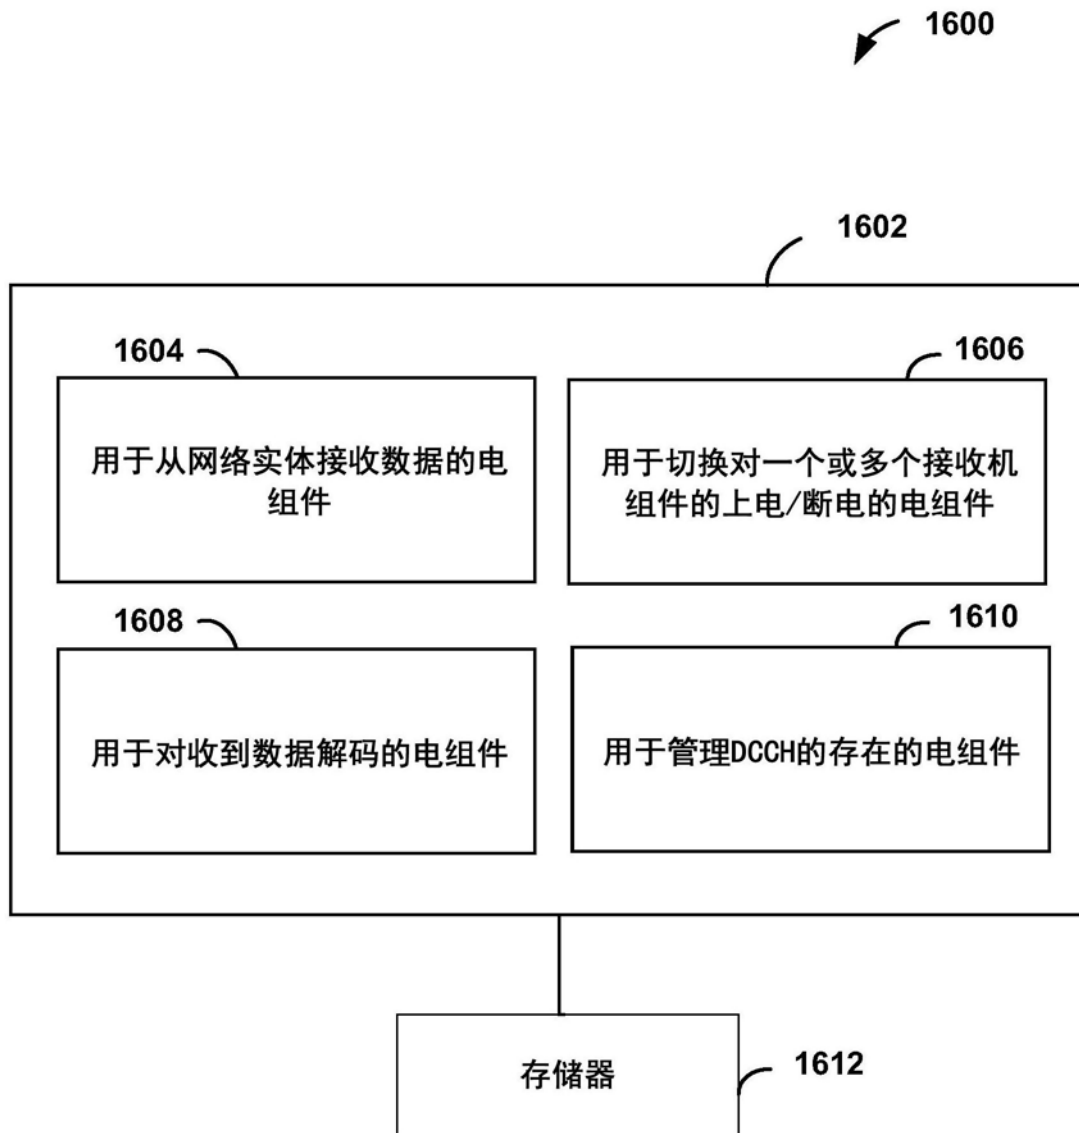 1600
1602
1604
1606
用于从网络实体接收数据的电
组件
用于切换对一个或多个接收机
组件的上电/断电的电组件
1608
1610
用于对收到数据解码的电组件
用于管理DCCH的存在的电组件
存储器
1612